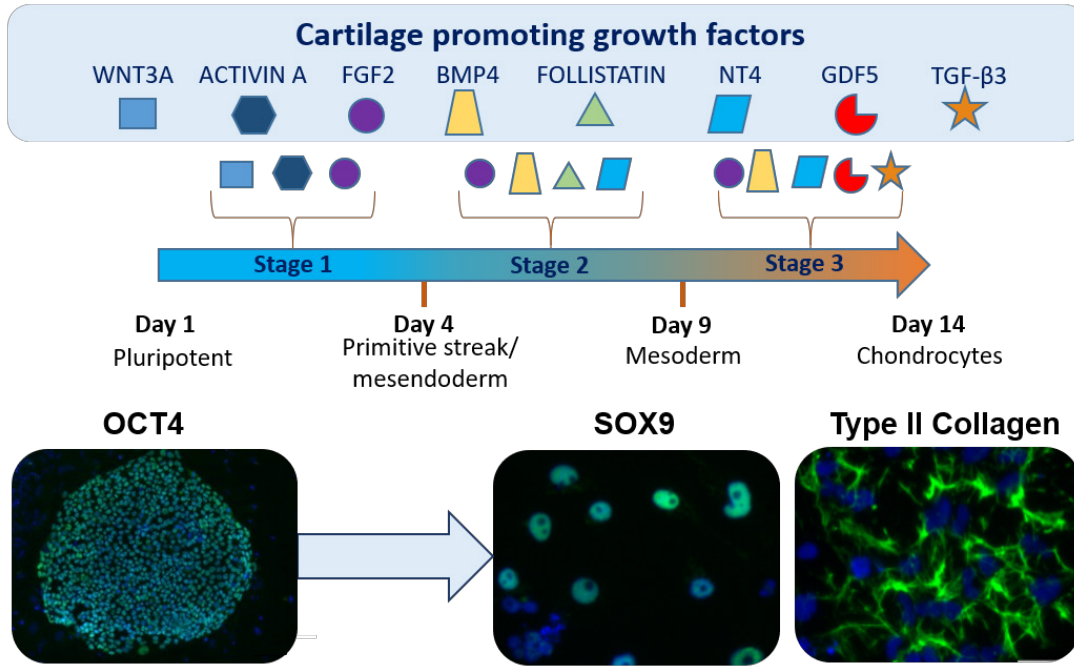 Cartilage promoting growth factors
WNT3A ACTIVIN A FGF2 BMP4 FOLLISTATIN NT4 GDF5 TGF-β3
Stage 1 Stage 2 Stage 3
Day 1 Day 4 Day 9 Day 14
Pluripotent Primitive streak/ Mesoderm Chondrocytes
mesendoderm
OCT4 SOX9 Type II Collagen